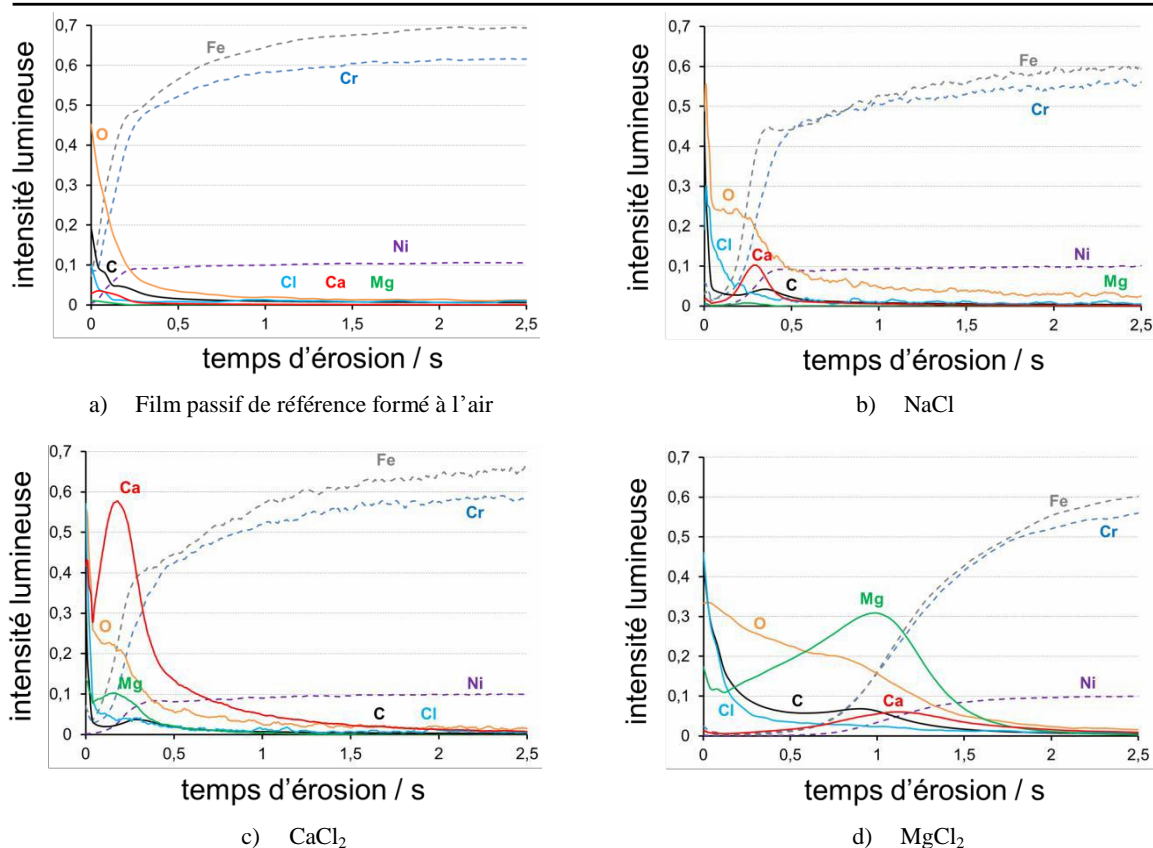 0,7
0,6
0,5
0,4
0,3
0,2
0,1
0
intensité lumineuse
Fe
Cr
O
C
Ni
Cl Ca Mg
0 0,5 1 1,5 2 2,5
temps d'érosion / s
a) Film passif de référence formé à l'air
0,7
0,6
0,5
0,4
0,3
0,2
0,1
0
intensité lumineuse
Fe
Cr
O
Cl
Ca
C
Ni
Mg
0 0,5 1 1,5 2 2,5
temps d'érosion / s
b) NaCl
0,7
0,6
0,5
0,4
0,3
0,2
0,1
0
intensité lumineuse
Fe
Ca
Cr
O
Mg
Ni
C Cl
0 0,5 1 1,5 2 2,5
temps d'érosion / s
c) CaCl₂
0,7
0,6
0,5
0,4
0,3
0,2
0,1
0
intensité lumineuse
Fe
Cr
Mg
O
Ni
C
Ca
Cl
0 0,5 1 1,5 2 2,5
temps d'érosion / s
d) MgCl₂